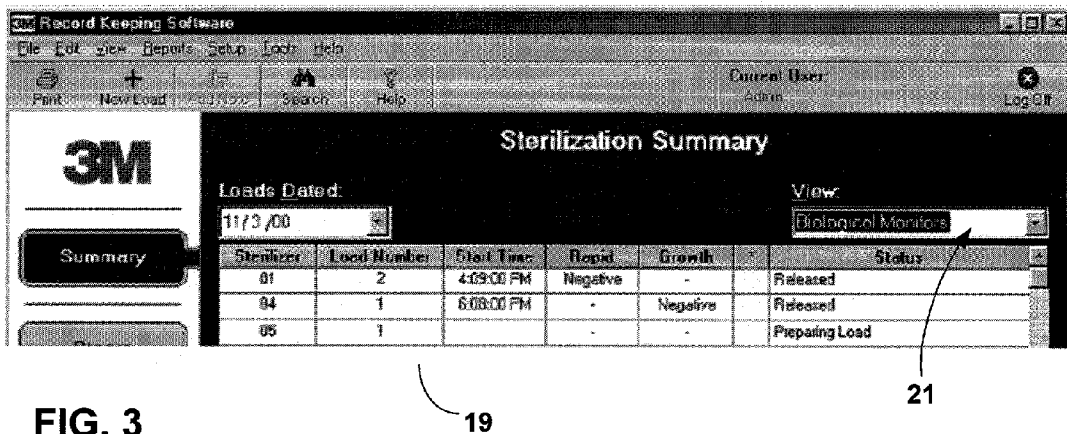 3M Record Keeping Software
File Edit View Reports Setup Tools Help
Print New Load Search Help Current User: Admin Log Off
3M
Sterilization Summary
Loads Dated: View:
11/3/00 Biological Monitors
Summary
Sterilizer Load Number Start Time Rapid Growth * Status
01 2 4:09:00 PM Negative - Released
04 1 6:08:00 PM - Negative Released
05 1 - - Preparing Load
FIG. 3
19
21